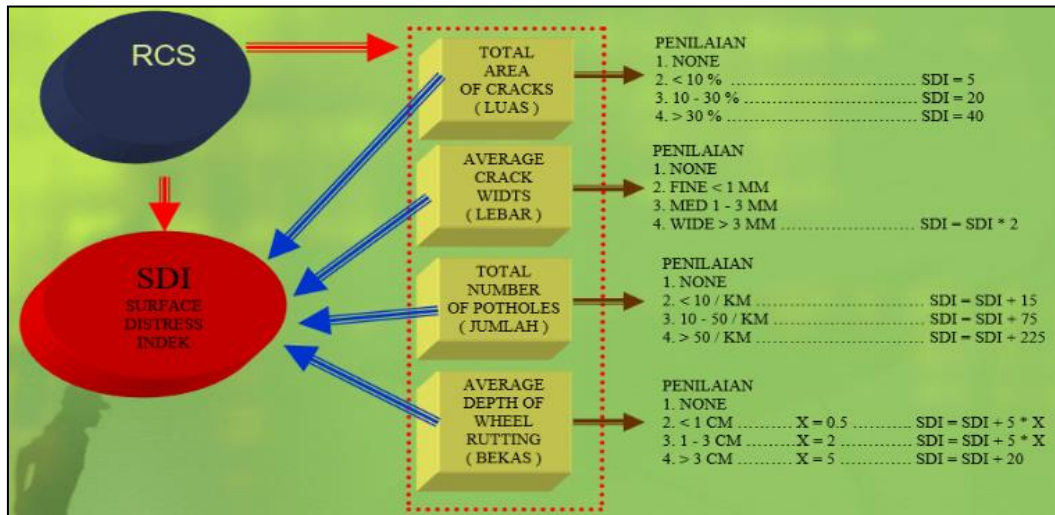 RCS
SDI
SURFACE
DISTRESS
INDEK
TOTAL
AREA
OF CRACKS
( LUAS )
PENILAIAN
1. NONE
2. < 10 % ................................................ SDI = 5
3. 10 - 30 % ............................................ SDI = 20
4. > 30 % ................................................ SDI = 40
AVERAGE
CRACK
WIDTS
( LEBAR )
PENILAIAN
1. NONE
2. FINE < 1 MM
3. MED 1 - 3 MM
4. WIDE > 3 MM ................................ SDI = SDI * 2
TOTAL
NUMBER
OF POTHOLES
( JUMLAH )
PENILAIAN
1. NONE
2. < 10 / KM ........................................ SDI = SDI + 15
3. 10 - 50 / KM .................................... SDI = SDI + 75
4. > 50 / KM ........................................ SDI = SDI + 225
AVERAGE
DEPTH OF
WHEEL
RUTTING
( BEKAS )
PENILAIAN
1. NONE
2. < 1 CM ............X = 0.5 ................ SDI = SDI + 5 * X
3. 1 - 3 CM ..........X = 2 ................... SDI = SDI + 5 * X
4. > 3 CM ............X = 5 ................... SDI = SDI + 20